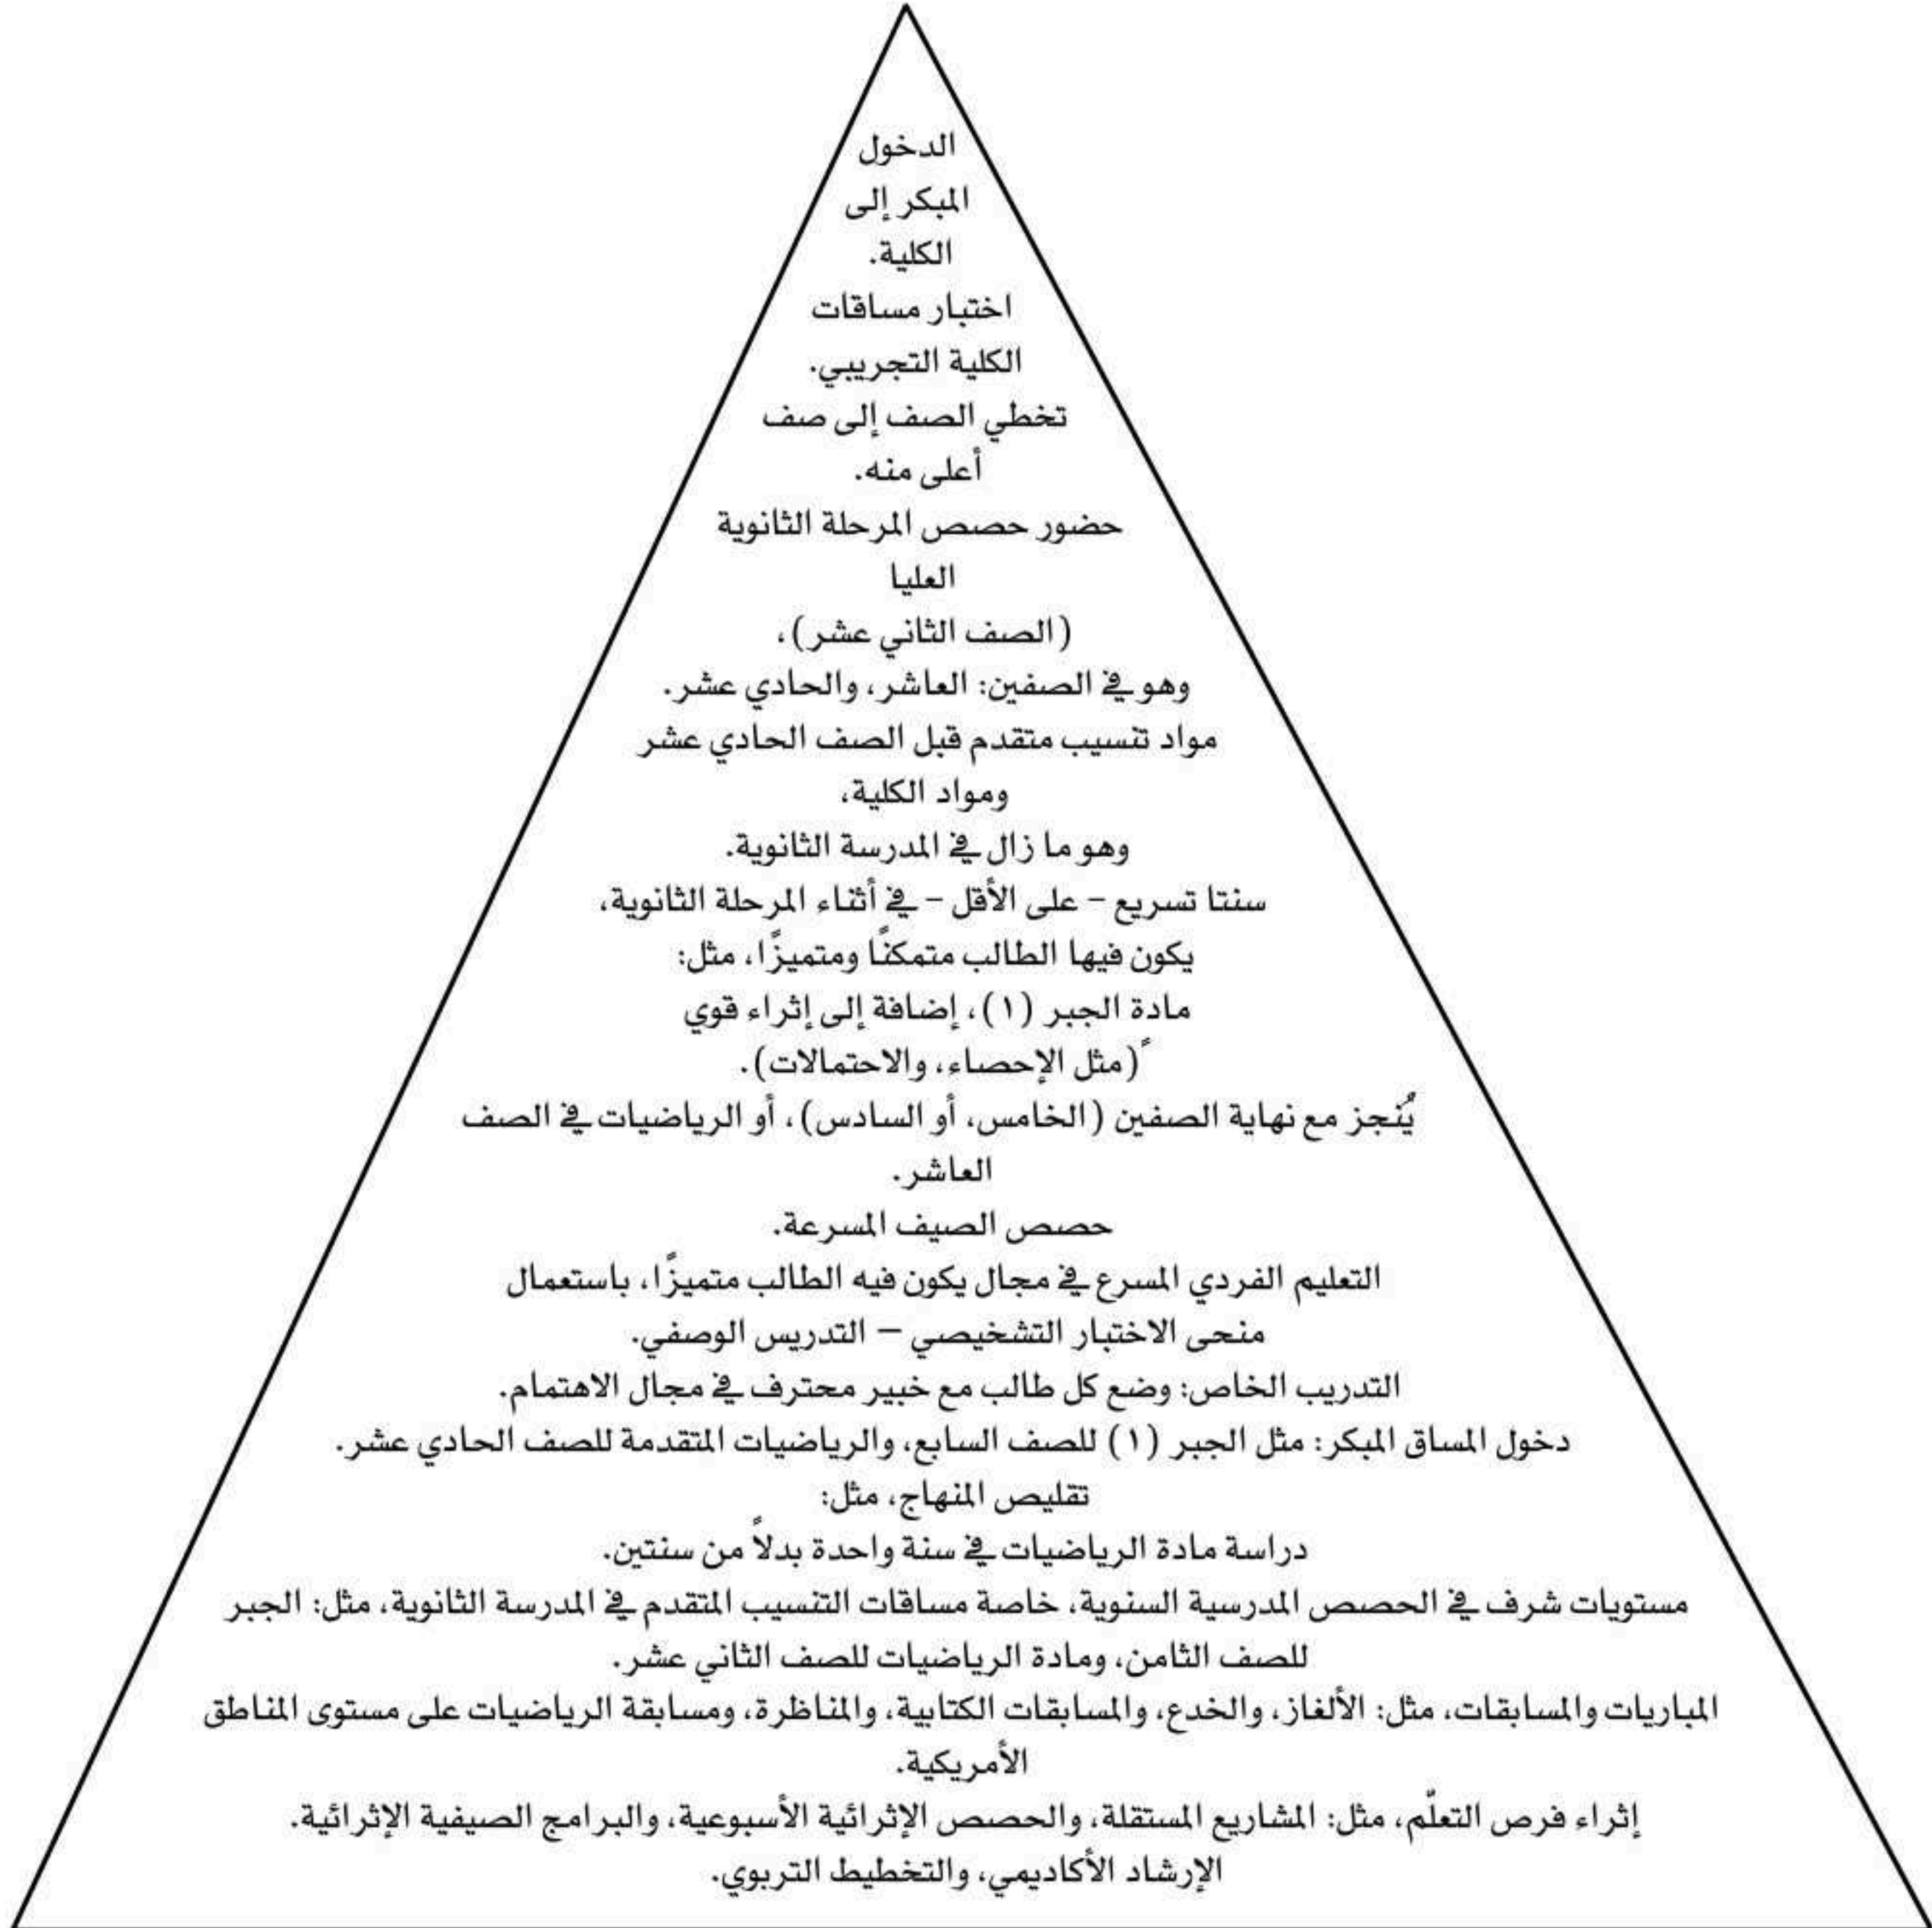 الدخول
المبكر إلى
الكلية.
اختبار مساقات
الكلية التجريبي.
تخطي الصف إلى صف
أعلى منه.
حضور حصص المرحلة الثانوية
العليا
(الصف الثاني عشر)،
وهو في الصفين: العاشر، والحادي عشر.
مواد تنسيب متقدم قبل الصف الحادي عشر
ومواد الكلية،
وهو ما زال في المدرسة الثانوية.
سنتا تسريع – على الأقل – في أثناء المرحلة الثانوية،
يكون فيها الطالب متمكنًا ومتميزًا، مثل:
مادة الجبر (١)، إضافة إلى إثراء قوي
ً(مثل الإحصاء، والاحتمالات).
يُنجز مع نهاية الصفين (الخامس، أو السادس)، أو الرياضيات في الصف
العاشر.
حصص الصيف المسرعة.
التعليم الفردي المسرع في مجال يكون فيه الطالب متميزًا، باستعمال
منحى الاختبار التشخيصي – التدريس الوصفي.
التدريب الخاص: وضع كل طالب مع خبير محترف في مجال الاهتمام.
دخول المساق المبكر: مثل الجبر (١) للصف السابع، والرياضيات المتقدمة للصف الحادي عشر.
تقليص المنهاج، مثل:
دراسة مادة الرياضيات في سنة واحدة بدلاً من سنتين.
مستويات شرف في الحصص المدرسية السنوية، خاصة مساقات التنسيب المتقدم في المدرسة الثانوية، مثل: الجبر
للصف الثامن، ومادة الرياضيات للصف الثاني عشر.
المباريات والمسابقات، مثل: الألغاز، والخدع، والمسابقات الكتابية، والمناظرة، ومسابقة الرياضيات على مستوى المناطق
الأمريكية.
إثراء فرص التعلّم، مثل: المشاريع المستقلة، والحصص الإثرائية الأسبوعية، والبرامج الصيفية الإثرائية.
الإرشاد الأكاديمي، والتخطيط التربوي.